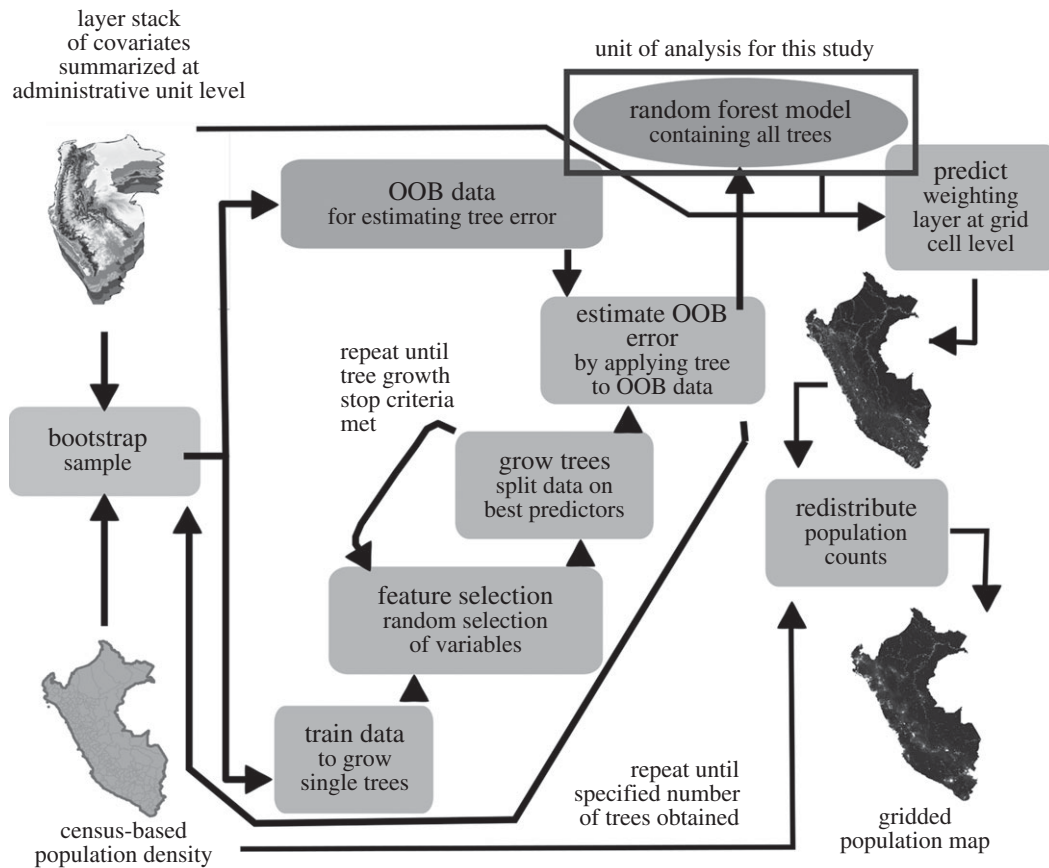 layer stack
of covariates
summarized at
administrative unit level
unit of analysis for this study
random forest model
containing all trees
OOB data
for estimating tree error
predict
weighting
layer at grid
cell level
estimate OOB
error
by applying tree
to OOB data
repeat until
tree growth
stop criteria
met
bootstrap
sample
grow trees
split data on
best predictors
redistribute
population
counts
feature selection
random selection
of variables
train data
to grow
single trees
repeat until
specified number
of trees obtained
census-based
population density
gridded
population map